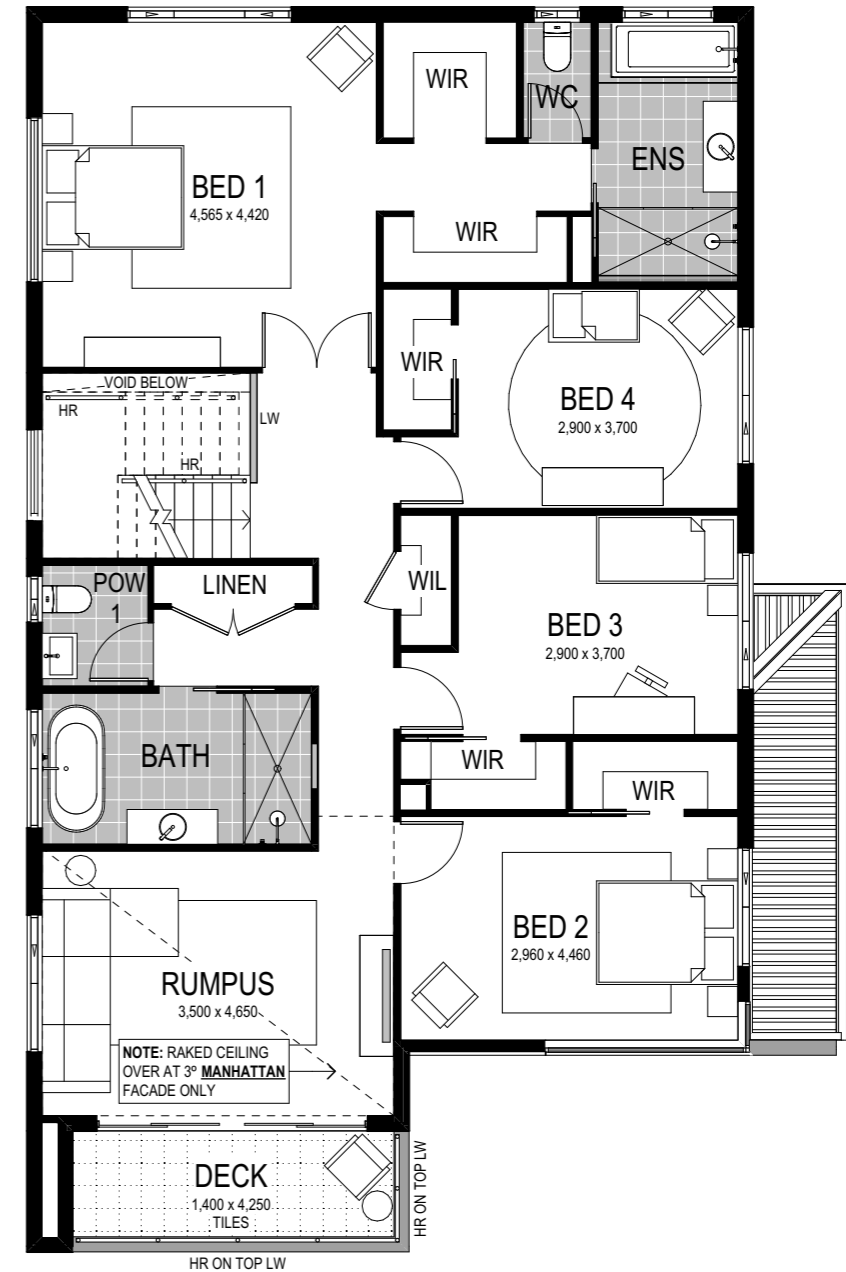 WIR
WC
ENS
BED 1
4,565 x 4,420
WIR
VOID BELOW
HR
LW
HR
WIR
BED 4
2,900 x 3,700
POW
1
LINEN
WIL
BED 3
2,900 x 3,700
BATH
WIR
WIR
BED 2
2,960 x 4,460
RUMPUS
3,500 x 4,650
NOTE: RAKED CEILING
OVER AT 3º MANHATTAN
FACADE ONLY
DECK
1,400 x 4,250
TILES
HR ON TOP LW
HR ON TOP LW